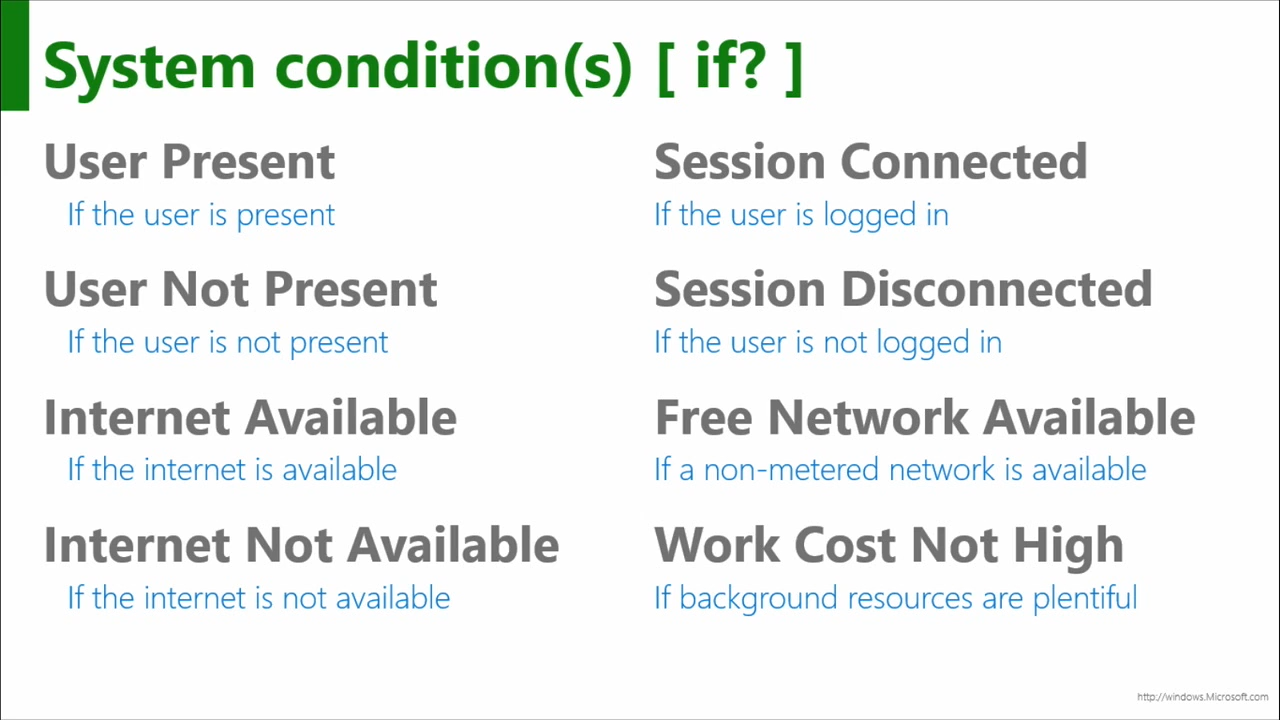 System condition(s) [ if? ]
User Present
If the user is present
User Not Present
If the user is not present
Internet Available
If the internet is available
Internet Not Available
If the internet is not available
Session Connected
If the user is logged in
Session Disconnected
If the user is not logged in
Free Network Available
If a non-metered network is available
Work Cost Not High
If background resources are plentiful
http://windows.Microsoft.com